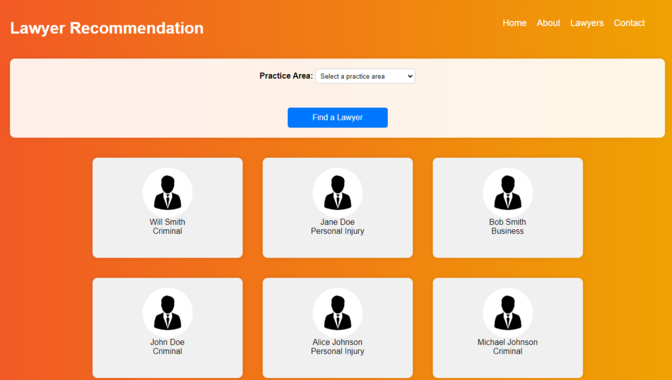 Lawyer Recommendation
Home About Lawyers Contact
Practice Area: Select a practice area
Find a Lawyer
Will Smith
Criminal
Jane Doe
Personal Injury
Bob Smith
Business
John Doe
Criminal
Alice Johnson
Personal Injury
Michael Johnson
Criminal